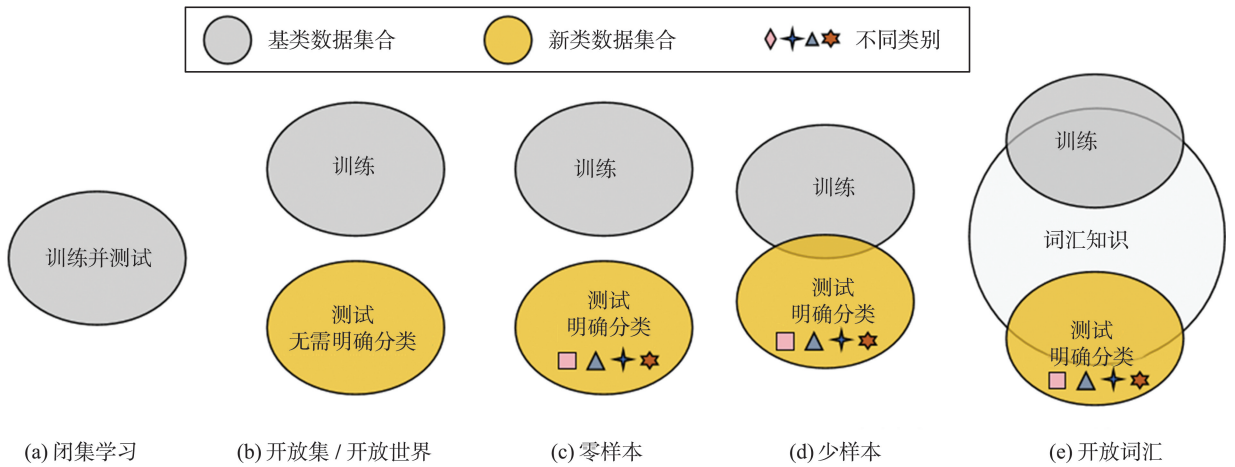 基类数据集合
新类数据集合
不同类别
训练并测试
训练
测试
无需明确分类
训练
测试
明确分类
训练
测试
明确分类
训练
词汇知识
测试
明确分类
(a) 闭集学习
(b) 开放集 / 开放世界
(c) 零样本
(d) 少样本
(e) 开放词汇